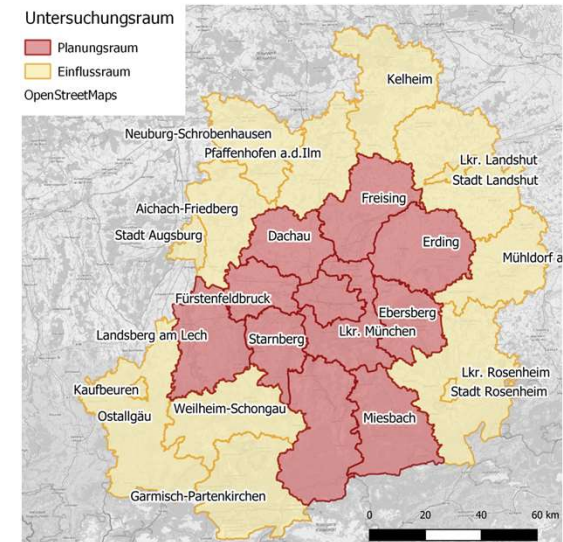 Untersuchungsraum
Planungsraum
Einflussraum
OpenStreetMaps
Kelheim
Neuburg-Schrobenhausen
Pfaffenhofen a.d.Ilm
Lkr. Landshut
Stadt Landshut
Freising
Aichach-Friedberg
Stadt Augsburg
Dachau
Erding
Mühldorf a
Fürstenfeldbruck
Ebersberg
Landsberg am Lech
Starnberg
Lkr. München
Lkr. Rosenheim
Stadt Rosenheim
Kaufbeuren
Ostallgäu
Weilheim-Schongau
Miesbach
Garmisch-Partenkirchen
0 20 40 60 km